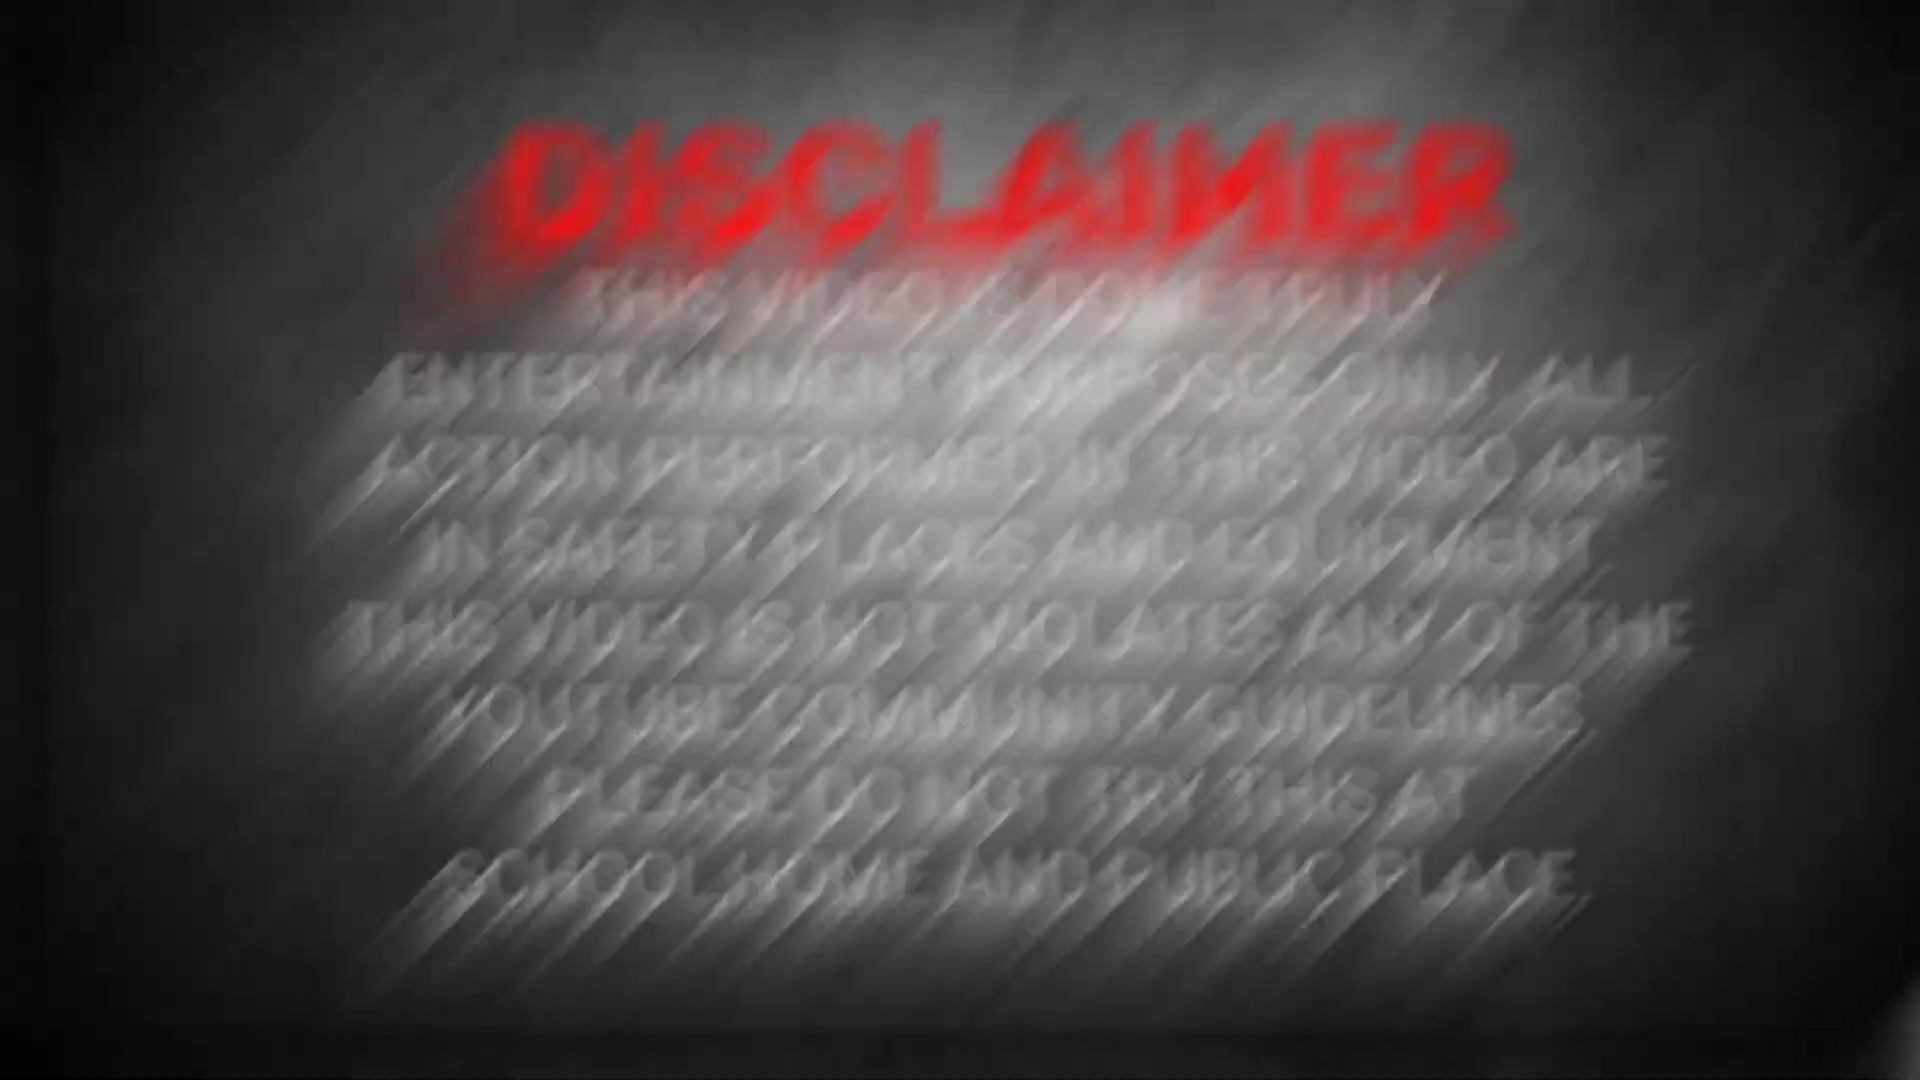 DISCLAIMER
THIS VIDEO IS
ENTERTAINMENT PURPOSES ONLY ALL
ACTION PERFORMED IN THIS VIDEO ARE
IN SAFETY PLACES AND EQUIPMENT
THIS VIDEO IS NOT VIOLATES ANY OF THE
YOUTUBE COMMUNITY GUIDELINES
PLEASE DO NOT TRY THIS AT
SCHOOL HOME AND PUBLIC PLACE